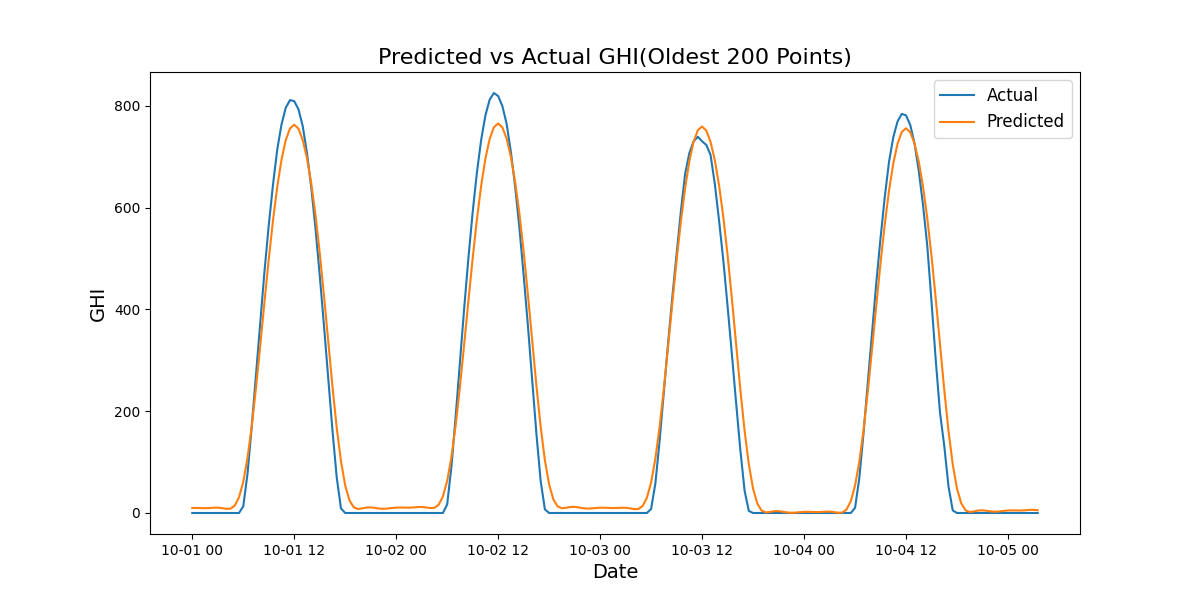 Predicted vs Actual GHI(Oldest 200 Points)
Actual
Predicted
GHI
800
600
400
200
0
10-01 00 10-01 12 10-02 00 10-02 12 10-03 00 10-03 12 10-04 00 10-04 12 10-05 00
Date